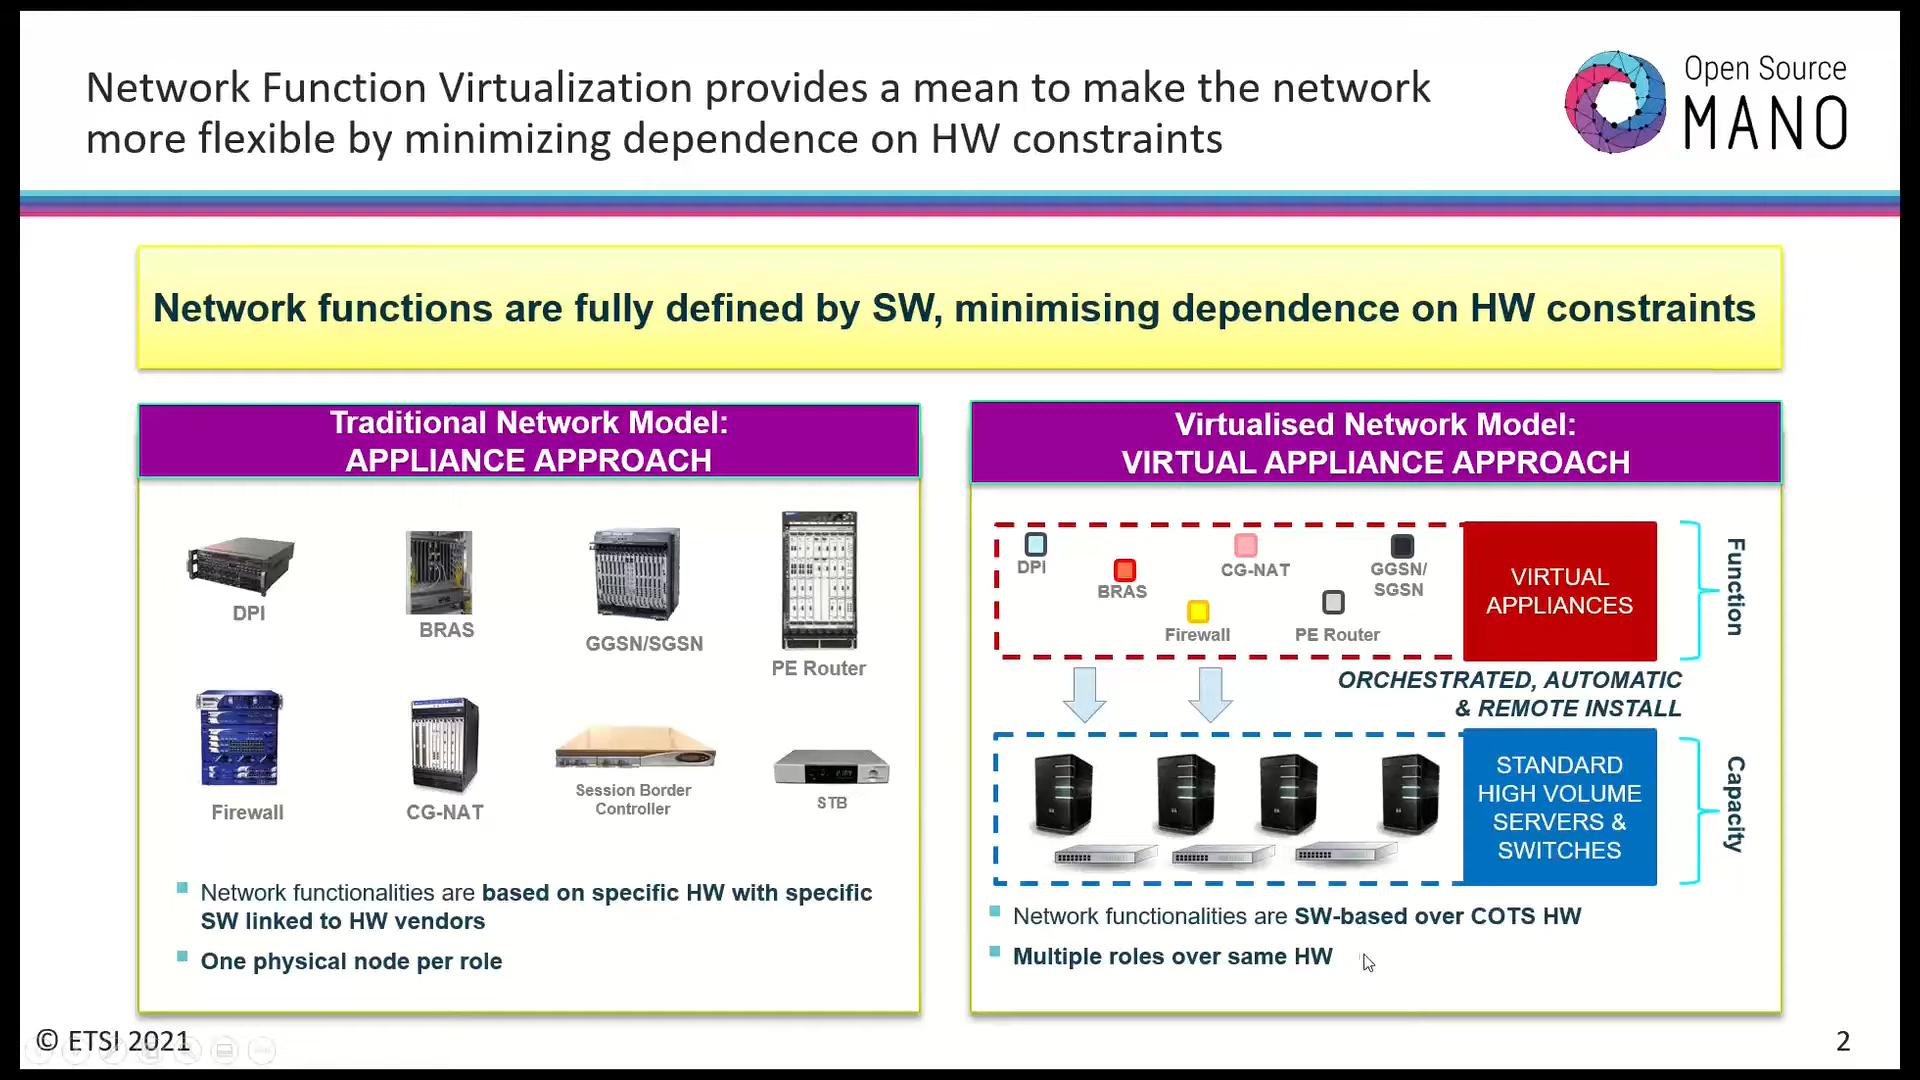 Network Function Virtualization provides a mean to make the network
more flexible by minimizing dependence on HW constraints
Open Source
MANO
Network functions are fully defined by SW, minimising dependence on HW constraints
Traditional Network Model:
APPLIANCE APPROACH
DPI
BRAS
GGSN/SGSN
PE Router
Firewall
CG-NAT
Session Border
Controller
STB
Network functionalities are based on specific HW with specific
SW linked to HW vendors
One physical node per role
Virtualised Network Model:
VIRTUAL APPLIANCE APPROACH
DPI
BRAS
CG-NAT
GGSN/
SGSN
Firewall
PE Router
VIRTUAL
APPLIANCES
Function
ORCHESTRATED, AUTOMATIC
& REMOTE INSTALL
STANDARD
HIGH VOLUME
SERVERS &
SWITCHES
Capacity
Network functionalities are SW-based over COTS HW
Multiple roles over same HW
© ETSI 2021
2